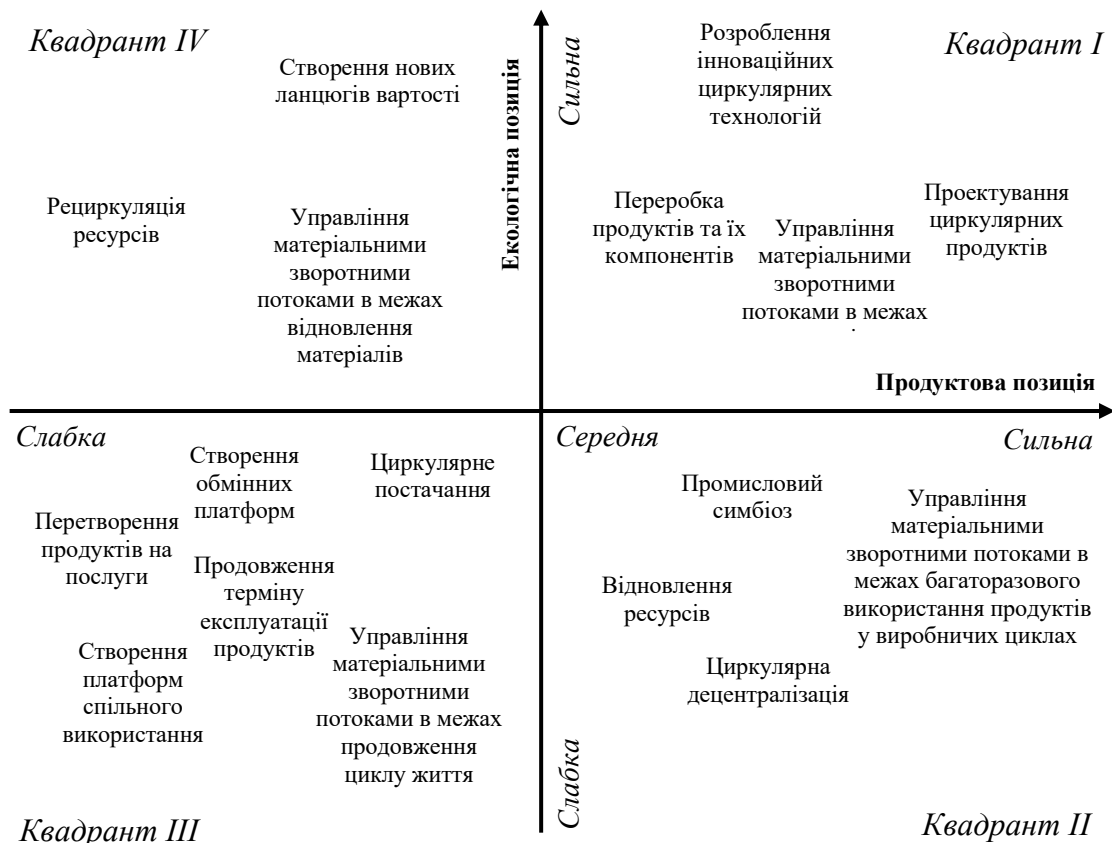 Квадрант IV
Створення нових
ланцюгів вартості
Рециркуляція
ресурсів
Управління
матеріальними
зворотними
потоками в межах
відновлення
матеріалів
Екологічна позиція
Сильна
Розроблення
інноваційних
циркулярних
технологій
Квадрант I
Переробка
продуктів та їх
компонентів
Управління
матеріальними
зворотними
потоками в межах
Проектування
циркулярних
продуктів
Продуктова позиція
Слабка
Середня
Сильна
Створення
обмінних
платформ
Циркулярне
постачання
Перетворення
продуктів на
послуги
Продовження
терміну
експлуатації
продуктів
Створення
платформ
спільного
використання
Управління
матеріальними
зворотними
потоками в межах
продовження
циклу життя
Квадрант III
Промисловий
симбіоз
Управління
матеріальними
зворотними потоками в
межах багаторазового
використання продуктів
у виробничих циклах
Відновлення
ресурсів
Циркулярна
децентралізація
Слабка
Квадрант II